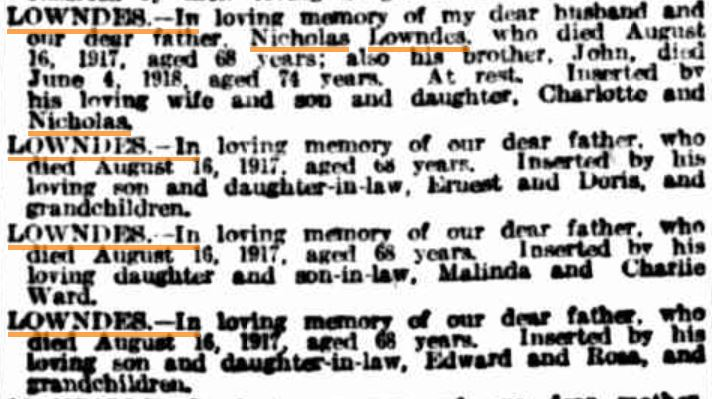 LOWNDES.—In loving memory of my dear husband and
our dear father, Nicholas Lowndes, who died August
16, 1917, aged 68 years; also his brother, John, died
June 4, 1918, aged 74 years. At rest. Inserted by
his loving wife and son and daughter, Charlotte and
Nicholas.
LOWNDES.—In loving memory of our dear father, who
died August 16, 1917, aged 68 years. Inserted by his
loving son and daughter-in-law, Ernest and Doris, and
grandchildren.
LOWNDES.—In loving memory of our dear father, who
died August 16, 1917, aged 68 years. Inserted by his
loving daughter and son-in-law, Malinda and Charlie
Ward.
LOWNDES.—In loving memory of our dear father, who
died August 16, 1917, aged 68 years. Inserted by his
loving son and daughter-in-law, Edward and Rosa, and
grandchildren.